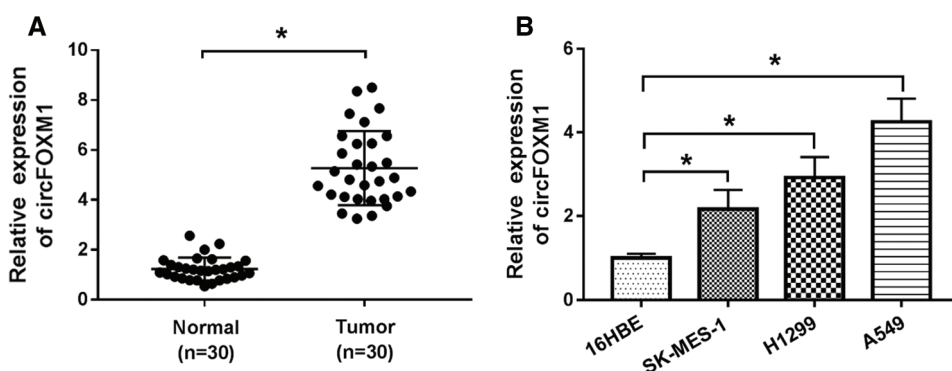 A
*
Relative expression
of circFOXM1
10
8
6
4
2
0
Normal
(n=30)
Tumor
(n=30)
B
*
*
*
Relative expression
of circFOXM1
6
4
2
0
16HBE
SK-MES-1
H1299
A549